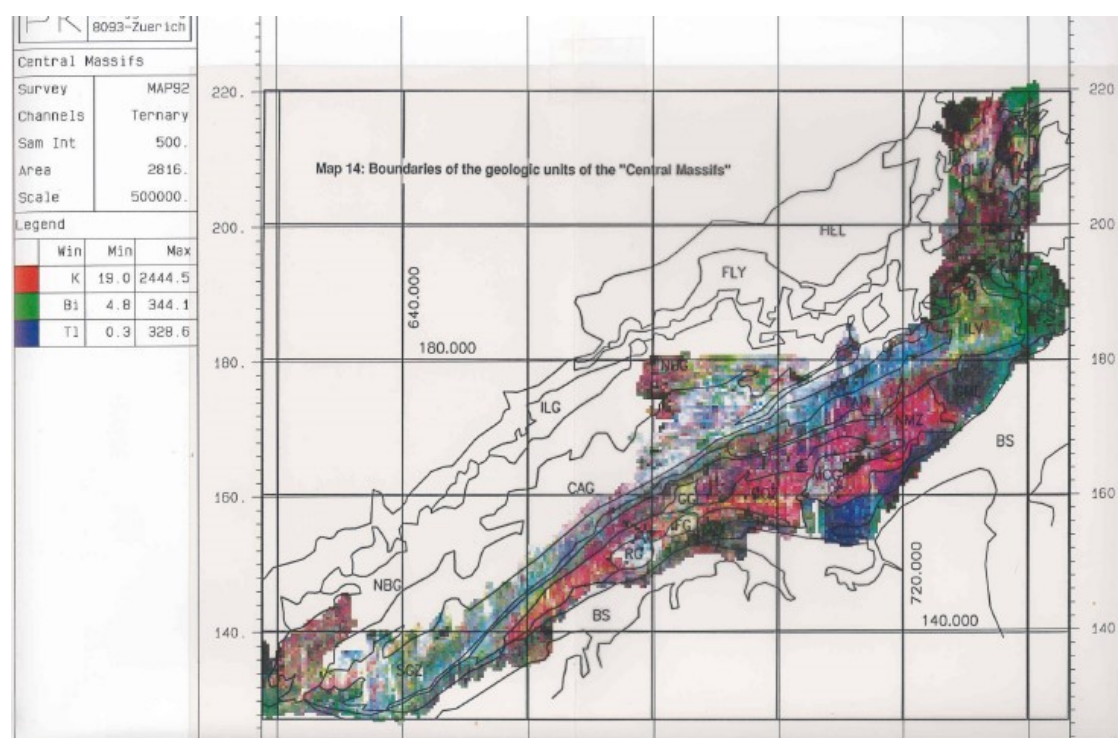 8093-Zuerich
Central Massifs
Survey MAP92
Channels Ternary
Sam Int 500.
Area 2816.
Scale 500000.
Legend
Win Min Max
K 19.0 2444.5
Bi 4.8 344.1
Tl 0.3 328.6
220. 220
Map 14: Boundaries of the geologic units of the "Central Massifs"
200. 200
HEL
FLY
640.000
180.000
ILV
180. 180
NBG
ILG
NMZ
BS
CAG
160. 160
RG
720.000
NBG
BS
140.000
140. 140
SGZ